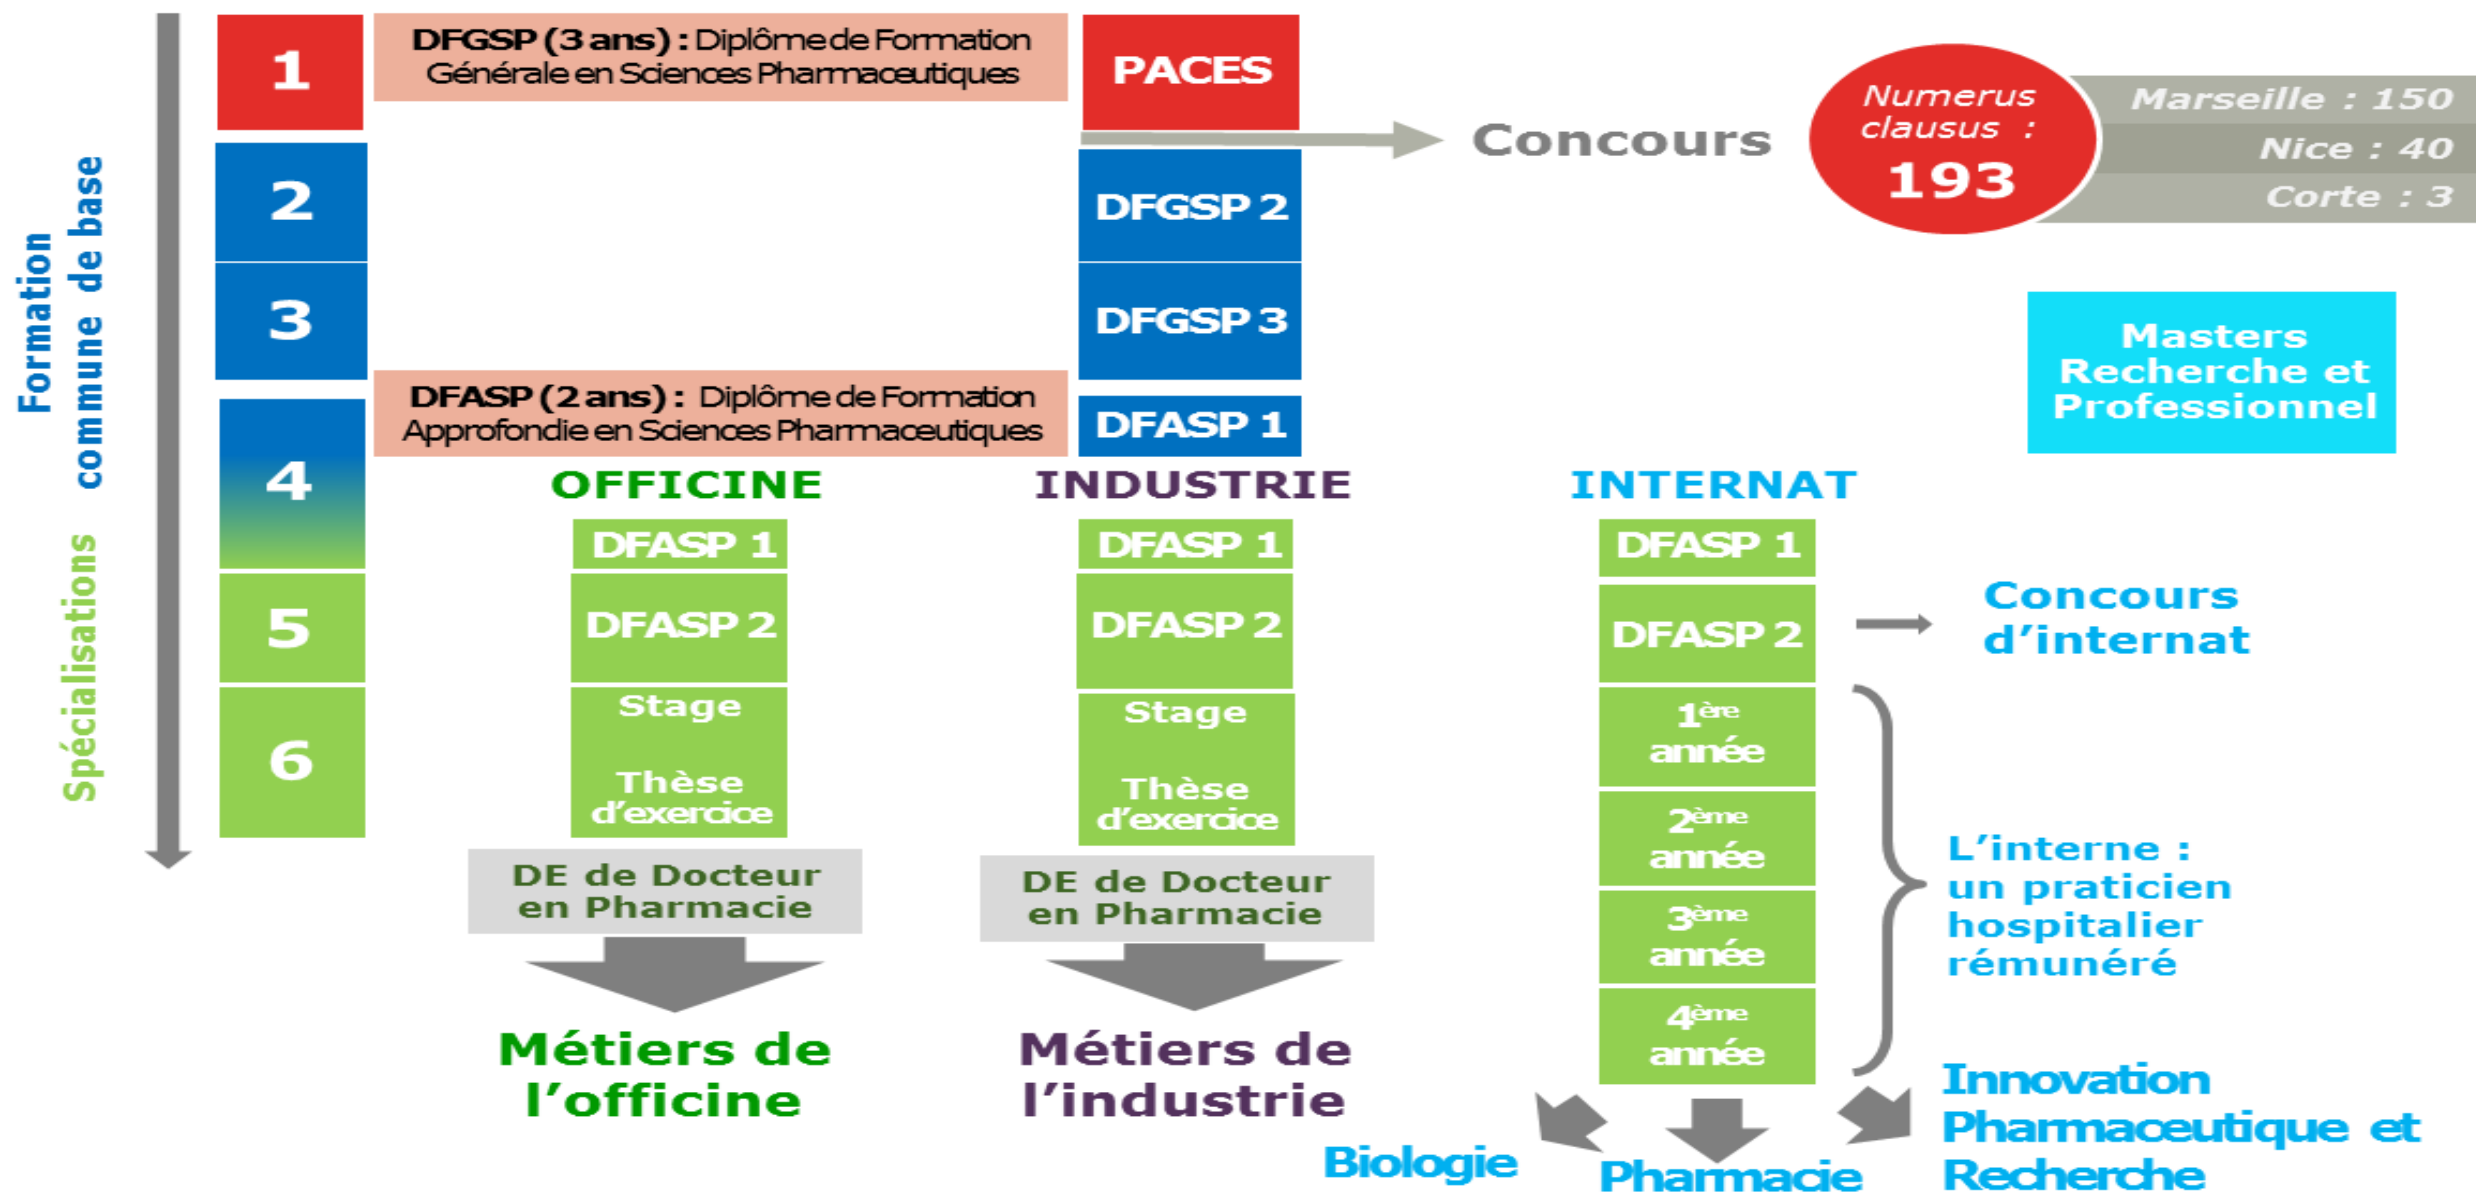 1
DFGSP (3 ans) : Diplôme de Formation
Générale en Sciences Pharmaceutiques
PACES
Concours
Numerus
clausus :
193
Marseille : 150
Nice : 40
Corte : 3
Formation
commune de base
2
DFGSP 2
3
DFGSP 3
Masters
Recherche et
Professionnel
DFASP (2 ans) : Diplôme de Formation
Approfondie en Sciences Pharmaceutiques
DFASP 1
4
OFFICINE
INDUSTRIE
INTERNAT
Spécialisations
DFASP 1
DFASP 1
DFASP 1
5
DFASP 2
DFASP 2
DFASP 2
Concours
d’internat
6
Stage
Thèse
d’exercice
Stage
Thèse
d’exercice
1ère
année
2ème
année
3ème
année
4ème
année
L’interne :
un praticien
hospitalier
rémunéré
DE de Docteur
en Pharmacie
DE de Docteur
en Pharmacie
Métiers de
l’officine
Métiers de
l’industrie
Biologie
Pharmacie
Innovation
Pharmaceutique et
Recherche